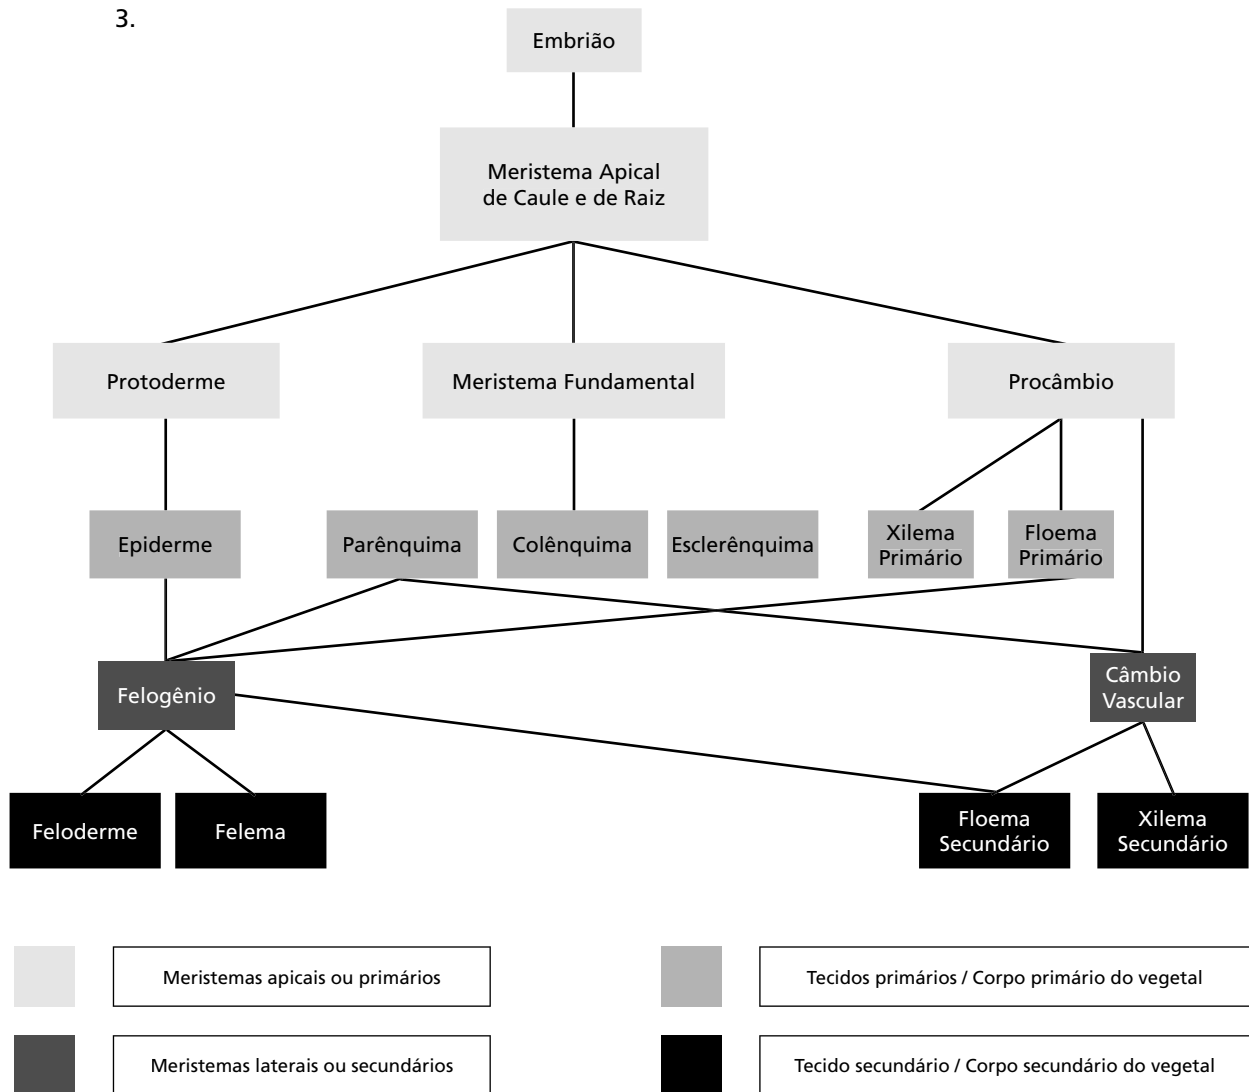 3.
Embrião
Meristema Apical
de Caule e de Raiz
Protoderme
Meristema Fundamental
Procâmbio
Epiderme
Parênquima
Colênquima
Esclerênquima
Xilema
Primário
Floema
Primário
Felogênio
Câmbio
Vascular
Feloderme
Felema
Floema
Secundário
Xilema
Secundário
Meristemas apicais ou primários
Tecidos primários / Corpo primário do vegetal
Meristemas laterais ou secundários
Tecido secundário / Corpo secundário do vegetal